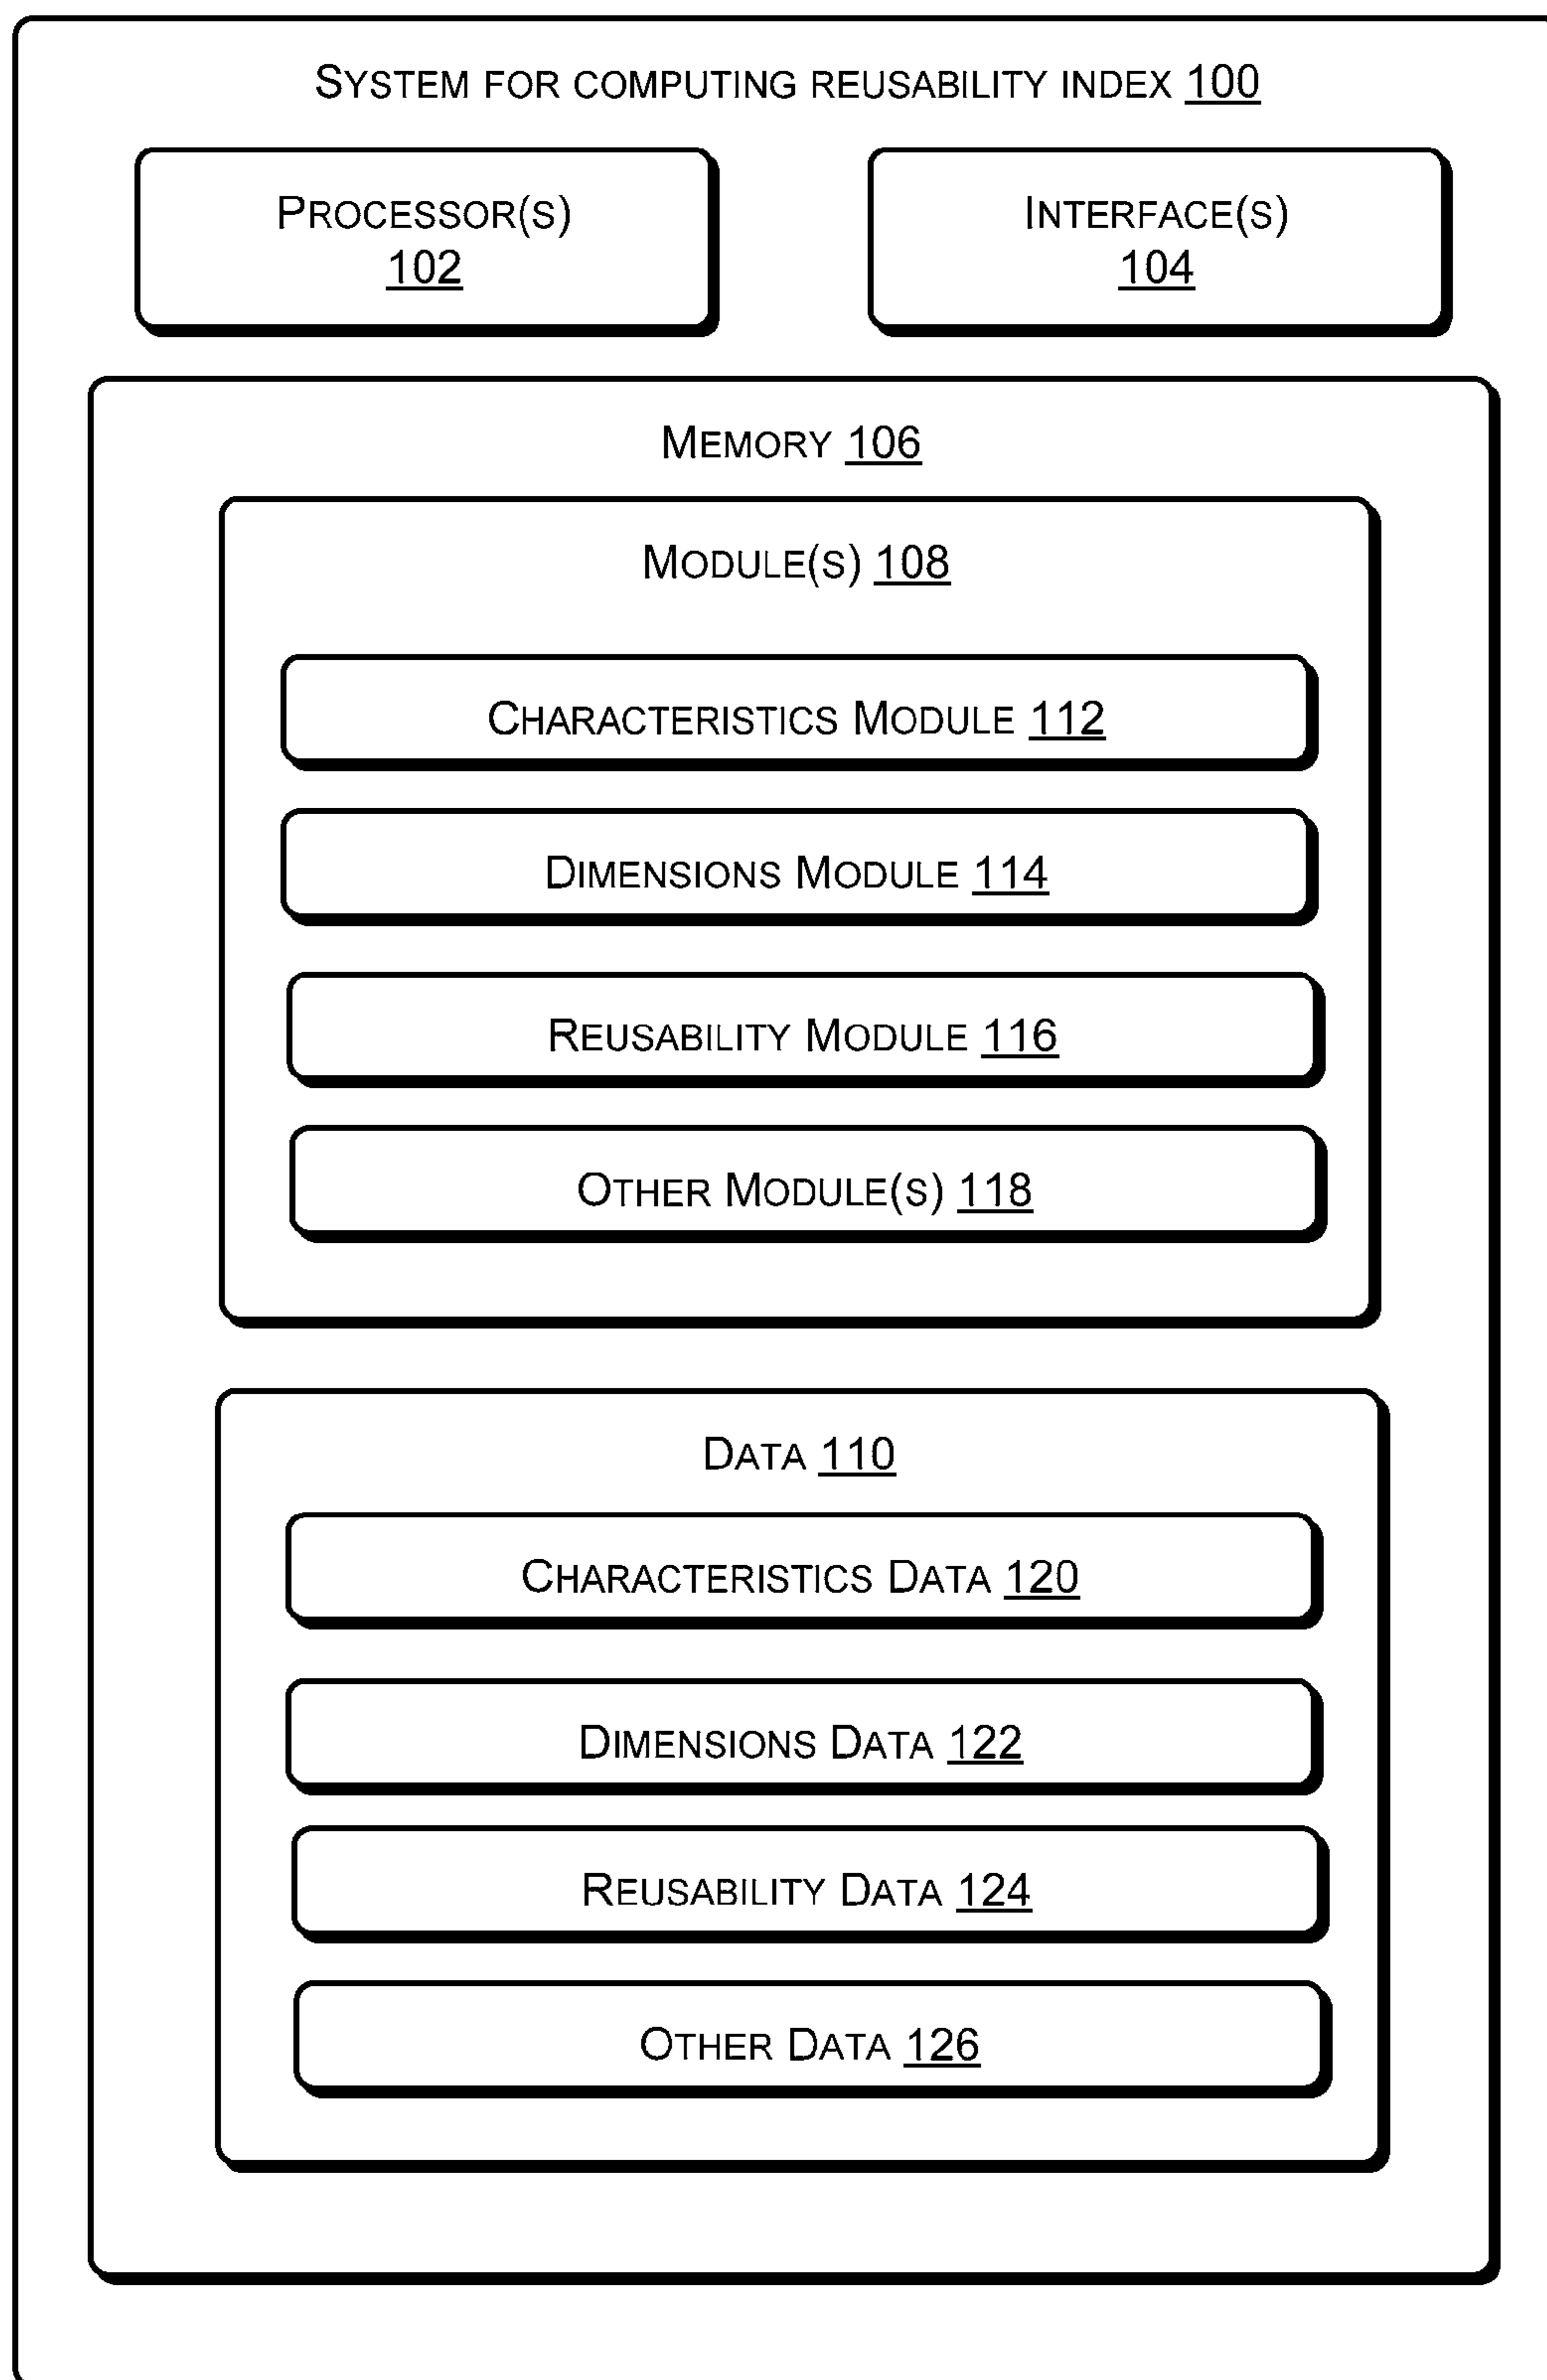 SYSTEM FOR COMPUTING REUSABILITY INDEX 100
PROCESSOR(S)
102
INTERFACE(S)
104
MEMORY 106
MODULE(S) 108
CHARACTERISTICS MODULE 112
DIMENSIONS MODULE 114
REUSABILITY MODULE 116
OTHER MODULE(S) 118
DATA 110
CHARACTERISTICS DATA 120
DIMENSIONS DATA 122
REUSABILITY DATA 124
OTHER DATA 126